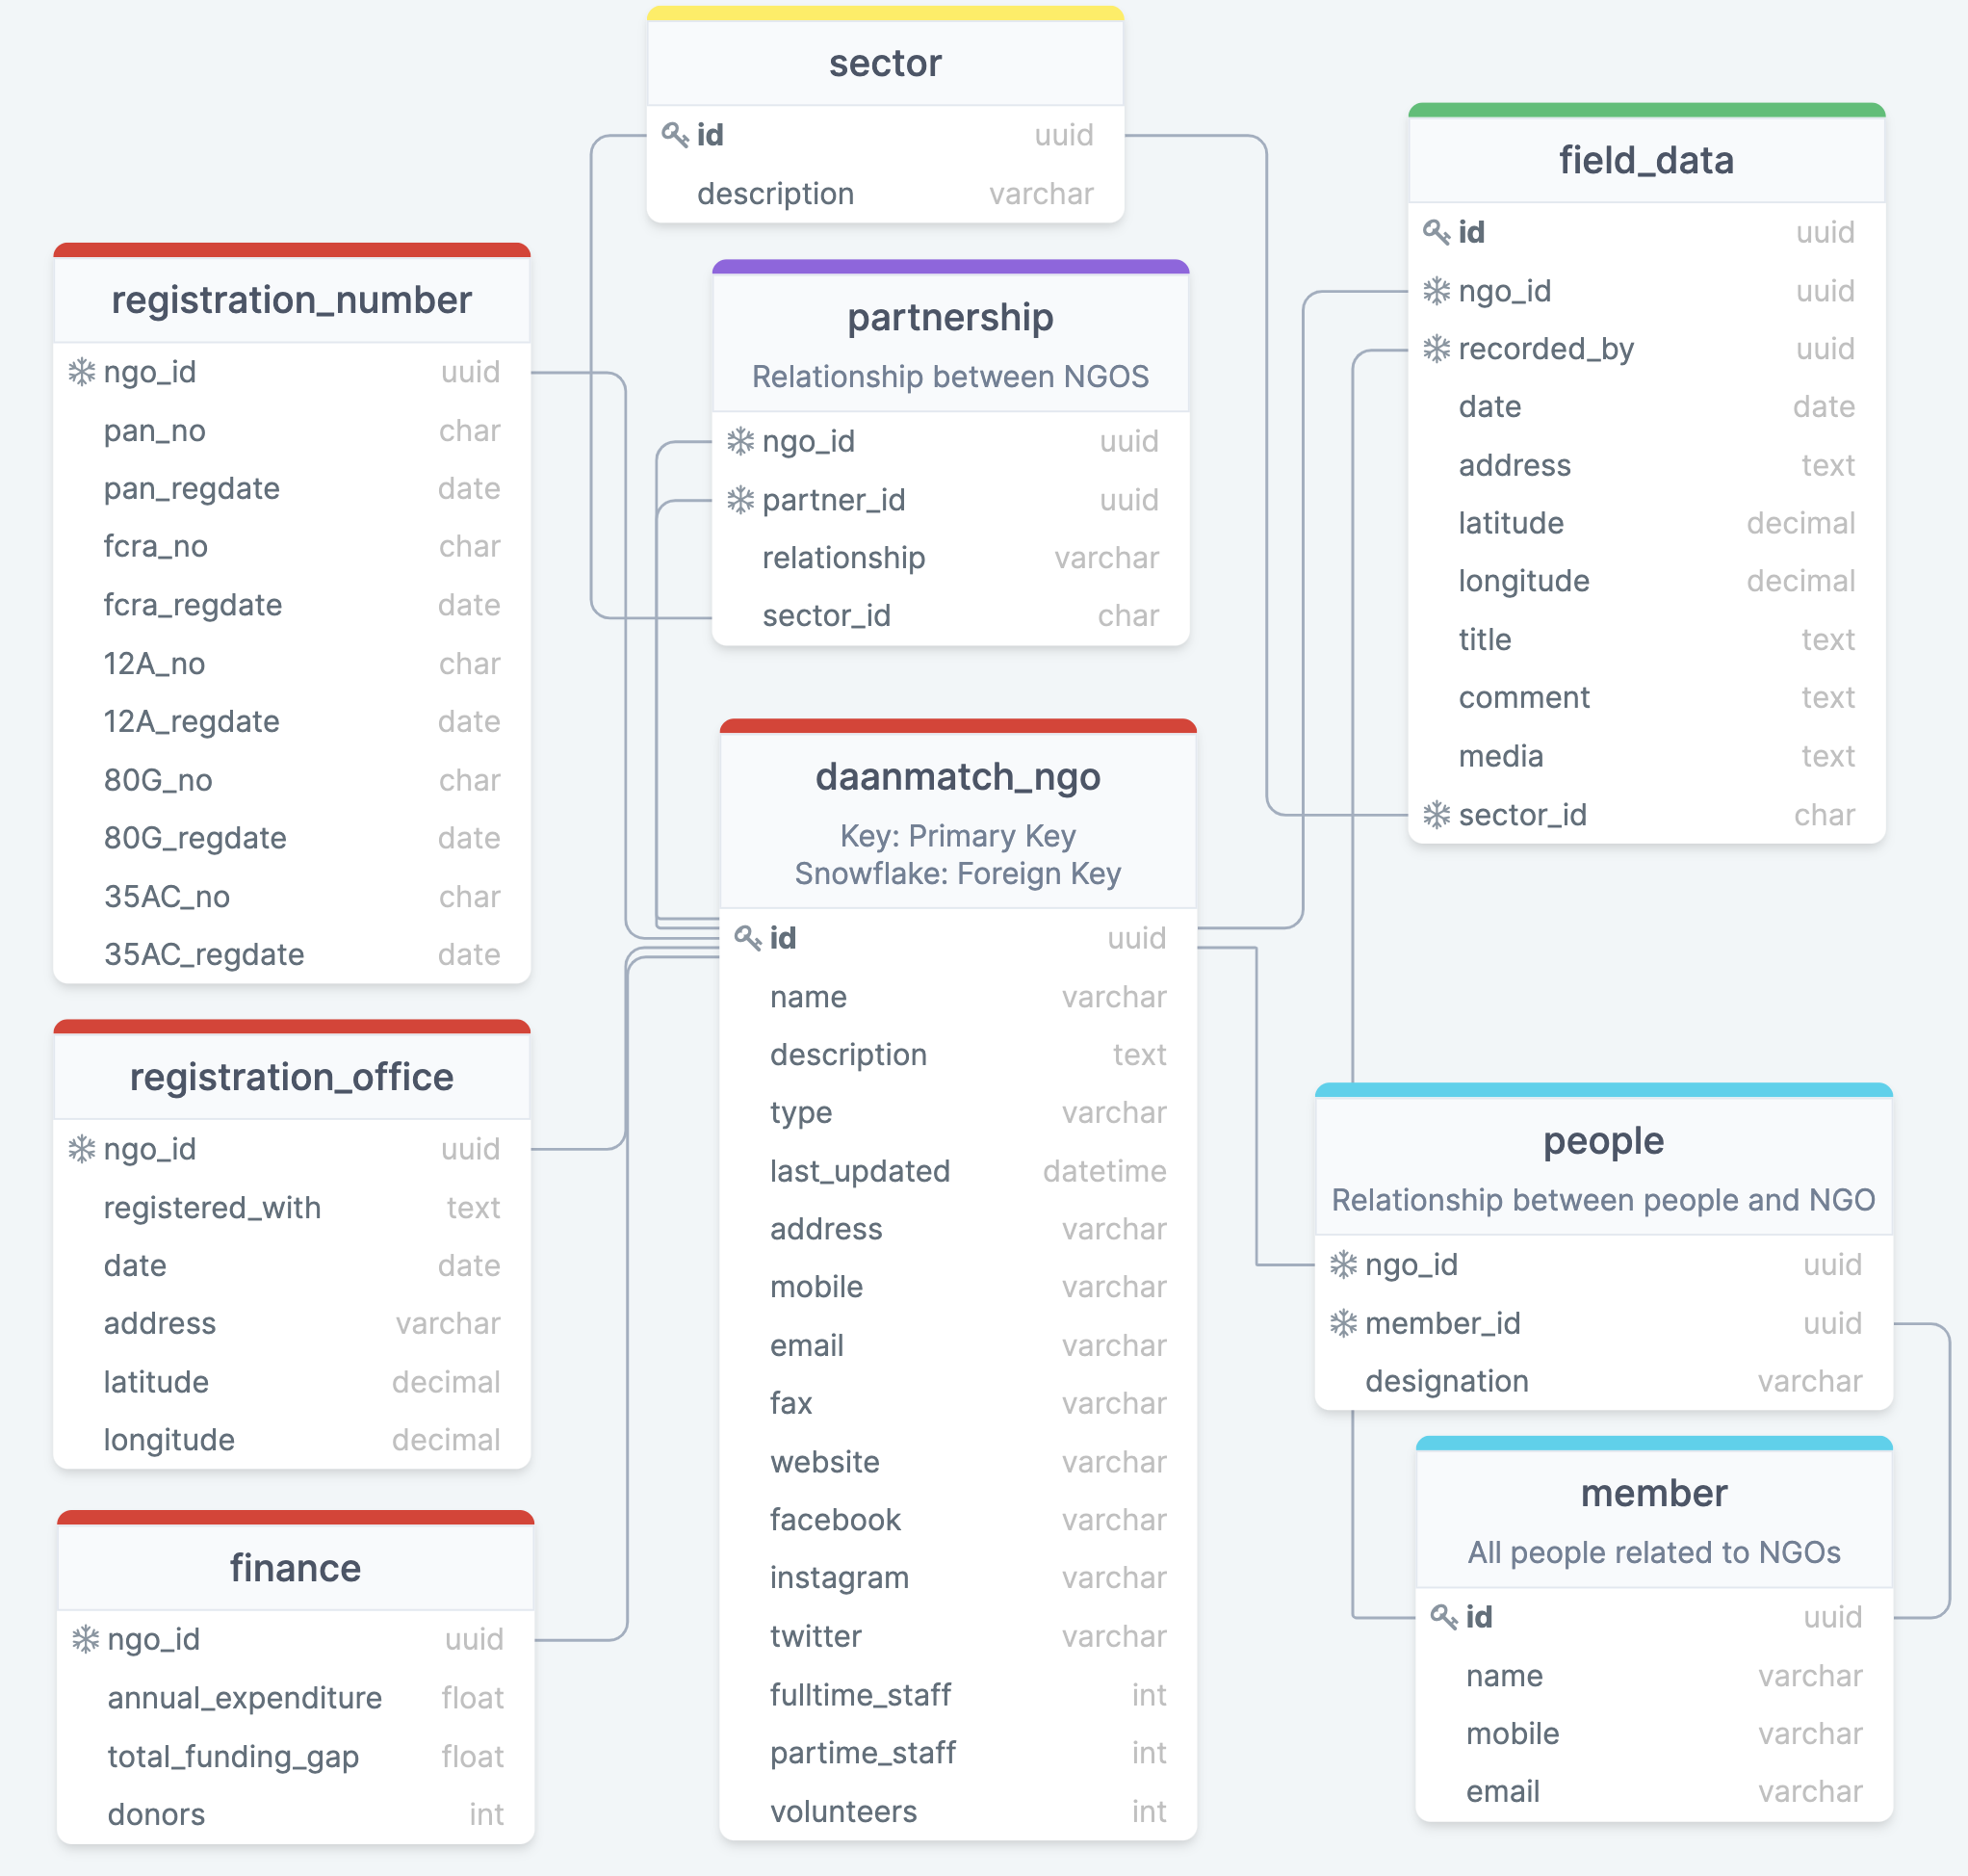 sector
id uuid
description varchar
registration_number
ngo_id uuid
pan_no char
pan_regdate date
fcra_no char
fcra_regdate date
12A_no char
12A_regdate date
80G_no char
80G_regdate date
35AC_no char
35AC_regdate date
partnership
Relationship between NGOS
ngo_id uuid
partner_id uuid
relationship varchar
sector_id char
field_data
id uuid
ngo_id uuid
recorded_by uuid
date date
address text
latitude decimal
longitude decimal
title text
comment text
media text
sector_id char
registration_office
ngo_id uuid
registered_with text
date date
address varchar
latitude decimal
longitude decimal
finance
ngo_id uuid
annual_expenditure float
total_funding_gap float
donors int
daanmatch_ngo
Key: Primary Key
Snowflake: Foreign Key
id uuid
name varchar
description text
type varchar
last_updated datetime
address varchar
mobile varchar
email varchar
fax varchar
website varchar
facebook varchar
instagram varchar
twitter varchar
fulltime_staff int
partime_staff int
volunteers int
people
Relationship between people and NGO
ngo_id uuid
member_id uuid
designation varchar
member
All people related to NGOs
id uuid
name varchar
mobile varchar
email varchar